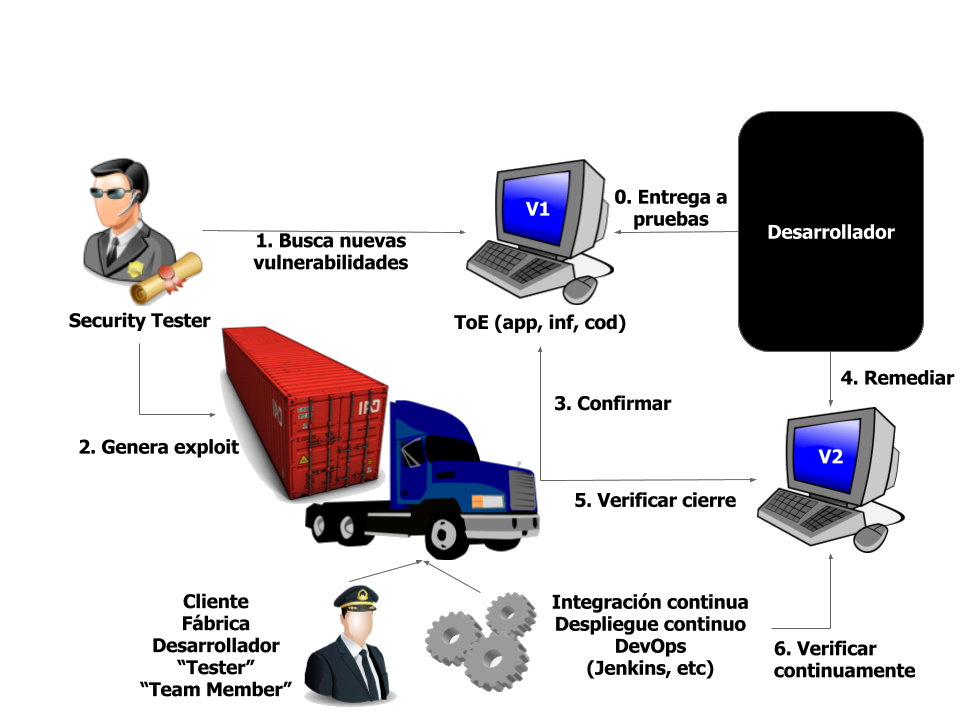 0. Entrega a
pruebas
V1
Desarrollador
1. Busca nuevas
vulnerabilidades
Security Tester
ToE (app, inf, cod)
4. Remediar
3. Confirmar
2. Genera exploit
V2
5. Verificar cierre
Cliente
Fábrica
Desarrollador
“Tester”
“Team Member”
Integración continua
Despliegue continuo
DevOps
(Jenkins, etc)
6. Verificar
continuamente